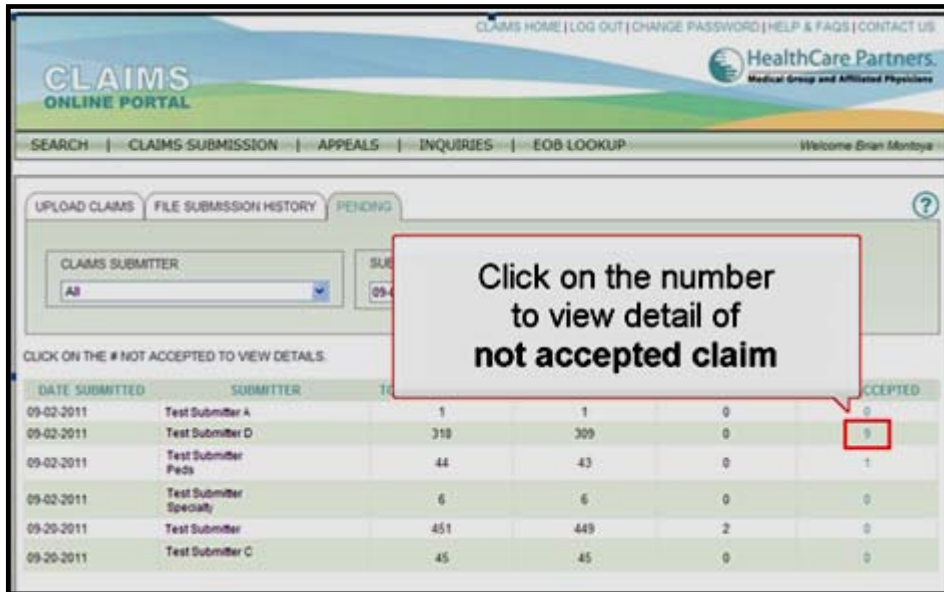 CLAIMS HOME | LOG OUT | CHANGE PASSWORD | HELP & FAQS | CONTACT US
CLAIMS
ONLINE PORTAL
HealthCare Partners.
Medical Group and Affiliated Physicians
SEARCH | CLAIMS SUBMISSION | APPEALS | INQUIRIES | EOB LOOKUP
Welcome Brian Montoya
UPLOAD CLAIMS FILE SUBMISSION HISTORY PENDING ?
CLAIMS SUBMITTER
All
09-
Click on the number
to view detail of
not accepted claim
CLICK ON THE # NOT ACCEPTED TO VIEW DETAILS.
DATE SUBMITTED SUBMITTER
09-02-2011 Test Submitter A 1 1 0 0
09-02-2011 Test Submitter D 318 309 0 9
09-02-2011 Test Submitter Peds 44 43 0 1
09-02-2011 Test Submitter Specialty 6 6 0 0
09-20-2011 Test Submitter 451 449 2 0
09-20-2011 Test Submitter C 45 45 0 0